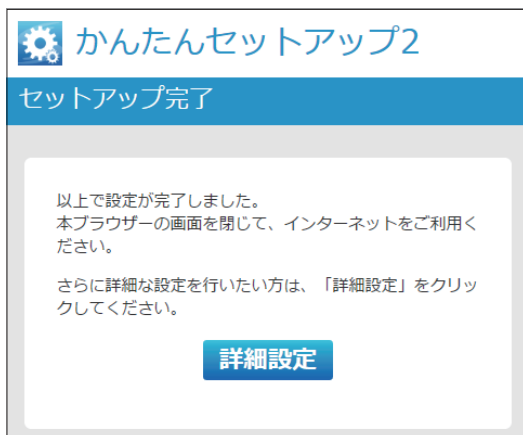 かんたんセットアップ2
セットアップ完了
以上で設定が完了しました。
本ブラウザーの画面を閉じて、インターネットをご利用く
ださい。
さらに詳細な設定を行いたい方は、「詳細設定」をクリッ
クしてください。
詳細設定